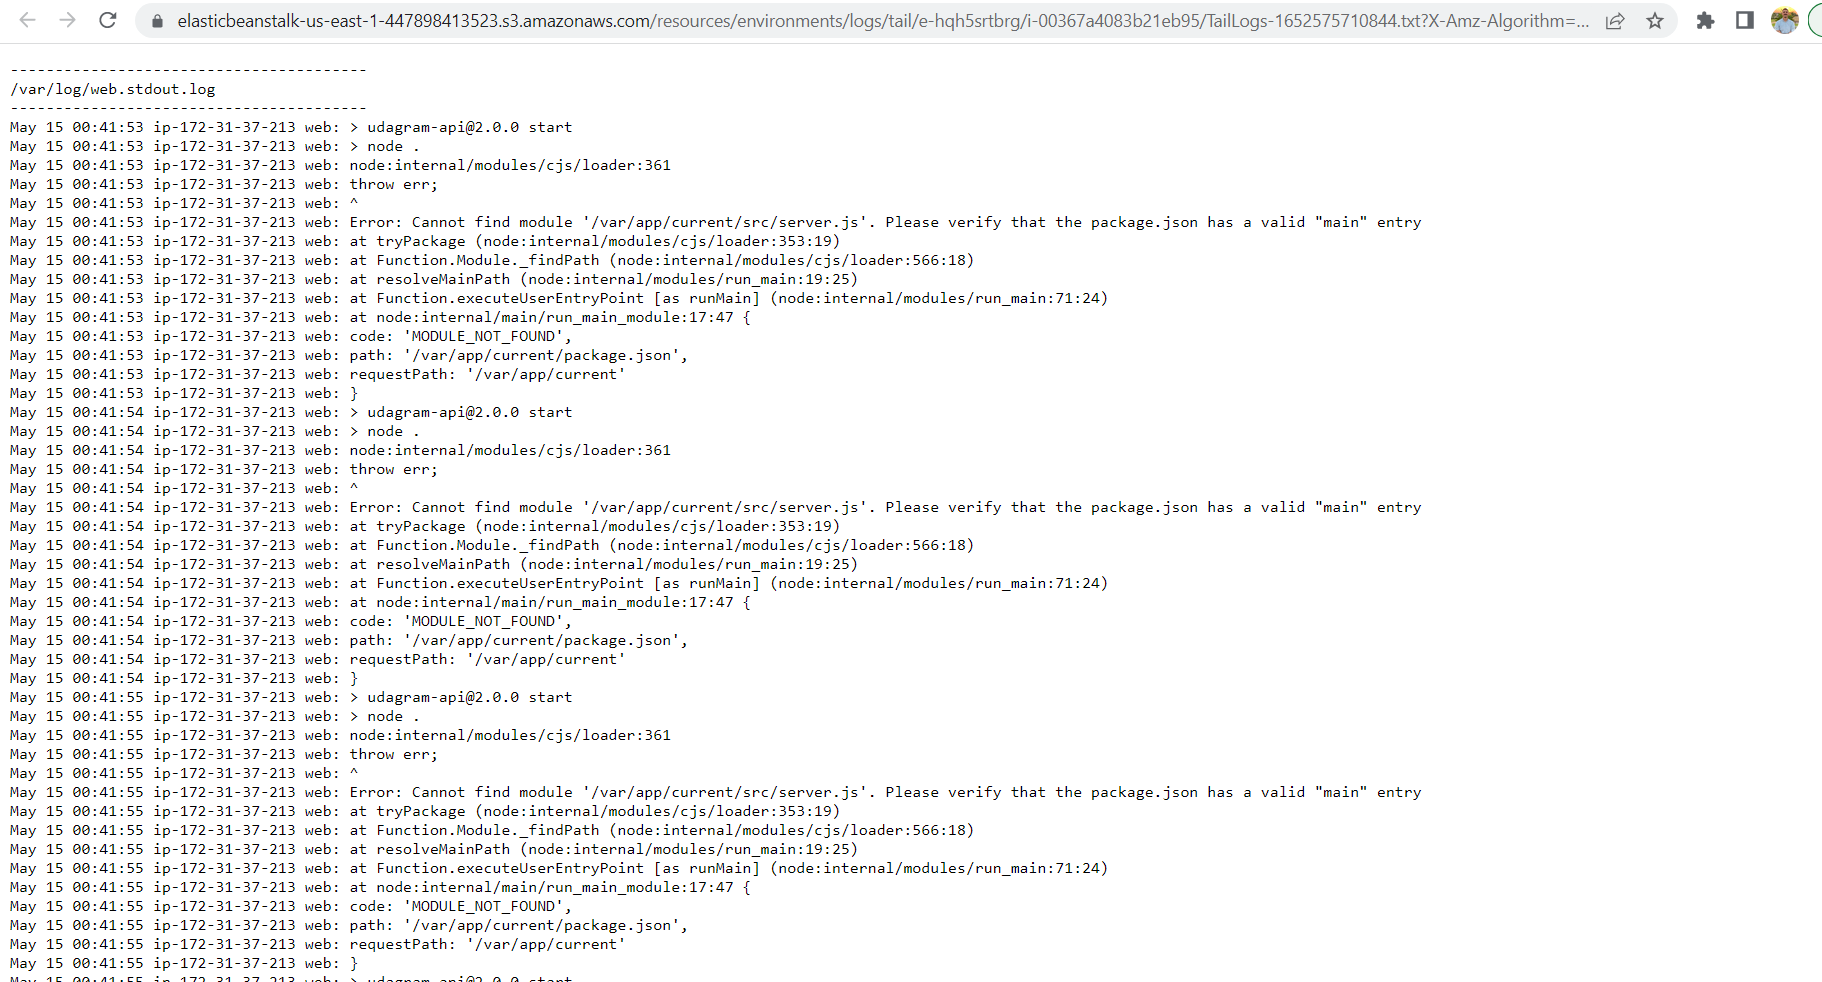 elasticbeanstalk-us-east-1-447898413523.s3.amazonaws.com/resources/environments/logs/tail/e-hqh5srtbrg/i-00367a4083b21eb95/TailLogs-1652575710844.txt?X-Amz-Algorithm=...
----------------------------------------
/var/log/web.stdout.log
----------------------------------------
May 15 00:41:53 ip-172-31-37-213 web: > udagram-api@2.0.0 start
May 15 00:41:53 ip-172-31-37-213 web: > node .
May 15 00:41:53 ip-172-31-37-213 web: node:internal/modules/cjs/loader:361
May 15 00:41:53 ip-172-31-37-213 web: throw err;
May 15 00:41:53 ip-172-31-37-213 web: ^
May 15 00:41:53 ip-172-31-37-213 web: Error: Cannot find module '/var/app/current/src/server.js'. Please verify that the package.json has a valid "main" entry
May 15 00:41:53 ip-172-31-37-213 web: at tryPackage (node:internal/modules/cjs/loader:353:19)
May 15 00:41:53 ip-172-31-37-213 web: at Function.Module._findPath (node:internal/modules/cjs/loader:566:18)
May 15 00:41:53 ip-172-31-37-213 web: at resolveMainPath (node:internal/modules/run_main:19:25)
May 15 00:41:53 ip-172-31-37-213 web: at Function.executeUserEntryPoint [as runMain] (node:internal/modules/run_main:71:24)
May 15 00:41:53 ip-172-31-37-213 web: at node:internal/main/run_main_module:17:47 {
May 15 00:41:53 ip-172-31-37-213 web: code: 'MODULE_NOT_FOUND',
May 15 00:41:53 ip-172-31-37-213 web: path: '/var/app/current/package.json',
May 15 00:41:53 ip-172-31-37-213 web: requestPath: '/var/app/current'
May 15 00:41:53 ip-172-31-37-213 web: }
May 15 00:41:54 ip-172-31-37-213 web: > udagram-api@2.0.0 start
May 15 00:41:54 ip-172-31-37-213 web: > node .
May 15 00:41:54 ip-172-31-37-213 web: node:internal/modules/cjs/loader:361
May 15 00:41:54 ip-172-31-37-213 web: throw err;
May 15 00:41:54 ip-172-31-37-213 web: ^
May 15 00:41:54 ip-172-31-37-213 web: Error: Cannot find module '/var/app/current/src/server.js'. Please verify that the package.json has a valid "main" entry
May 15 00:41:54 ip-172-31-37-213 web: at tryPackage (node:internal/modules/cjs/loader:353:19)
May 15 00:41:54 ip-172-31-37-213 web: at Function.Module._findPath (node:internal/modules/cjs/loader:566:18)
May 15 00:41:54 ip-172-31-37-213 web: at resolveMainPath (node:internal/modules/run_main:19:25)
May 15 00:41:54 ip-172-31-37-213 web: at Function.executeUserEntryPoint [as runMain] (node:internal/modules/run_main:71:24)
May 15 00:41:54 ip-172-31-37-213 web: at node:internal/main/run_main_module:17:47 {
May 15 00:41:54 ip-172-31-37-213 web: code: 'MODULE_NOT_FOUND',
May 15 00:41:54 ip-172-31-37-213 web: path: '/var/app/current/package.json',
May 15 00:41:54 ip-172-31-37-213 web: requestPath: '/var/app/current'
May 15 00:41:54 ip-172-31-37-213 web: }
May 15 00:41:55 ip-172-31-37-213 web: > udagram-api@2.0.0 start
May 15 00:41:55 ip-172-31-37-213 web: > node .
May 15 00:41:55 ip-172-31-37-213 web: node:internal/modules/cjs/loader:361
May 15 00:41:55 ip-172-31-37-213 web: throw err;
May 15 00:41:55 ip-172-31-37-213 web: ^
May 15 00:41:55 ip-172-31-37-213 web: Error: Cannot find module '/var/app/current/src/server.js'. Please verify that the package.json has a valid "main" entry
May 15 00:41:55 ip-172-31-37-213 web: at tryPackage (node:internal/modules/cjs/loader:353:19)
May 15 00:41:55 ip-172-31-37-213 web: at Function.Module._findPath (node:internal/modules/cjs/loader:566:18)
May 15 00:41:55 ip-172-31-37-213 web: at resolveMainPath (node:internal/modules/run_main:19:25)
May 15 00:41:55 ip-172-31-37-213 web: at Function.executeUserEntryPoint [as runMain] (node:internal/modules/run_main:71:24)
May 15 00:41:55 ip-172-31-37-213 web: at node:internal/main/run_main_module:17:47 {
May 15 00:41:55 ip-172-31-37-213 web: code: 'MODULE_NOT_FOUND',
May 15 00:41:55 ip-172-31-37-213 web: path: '/var/app/current/package.json',
May 15 00:41:55 ip-172-31-37-213 web: requestPath: '/var/app/current'
May 15 00:41:55 ip-172-31-37-213 web: }
May 15 00:41:55 ip-172-31-37-213 web: > udagram-api@2.0.0 start